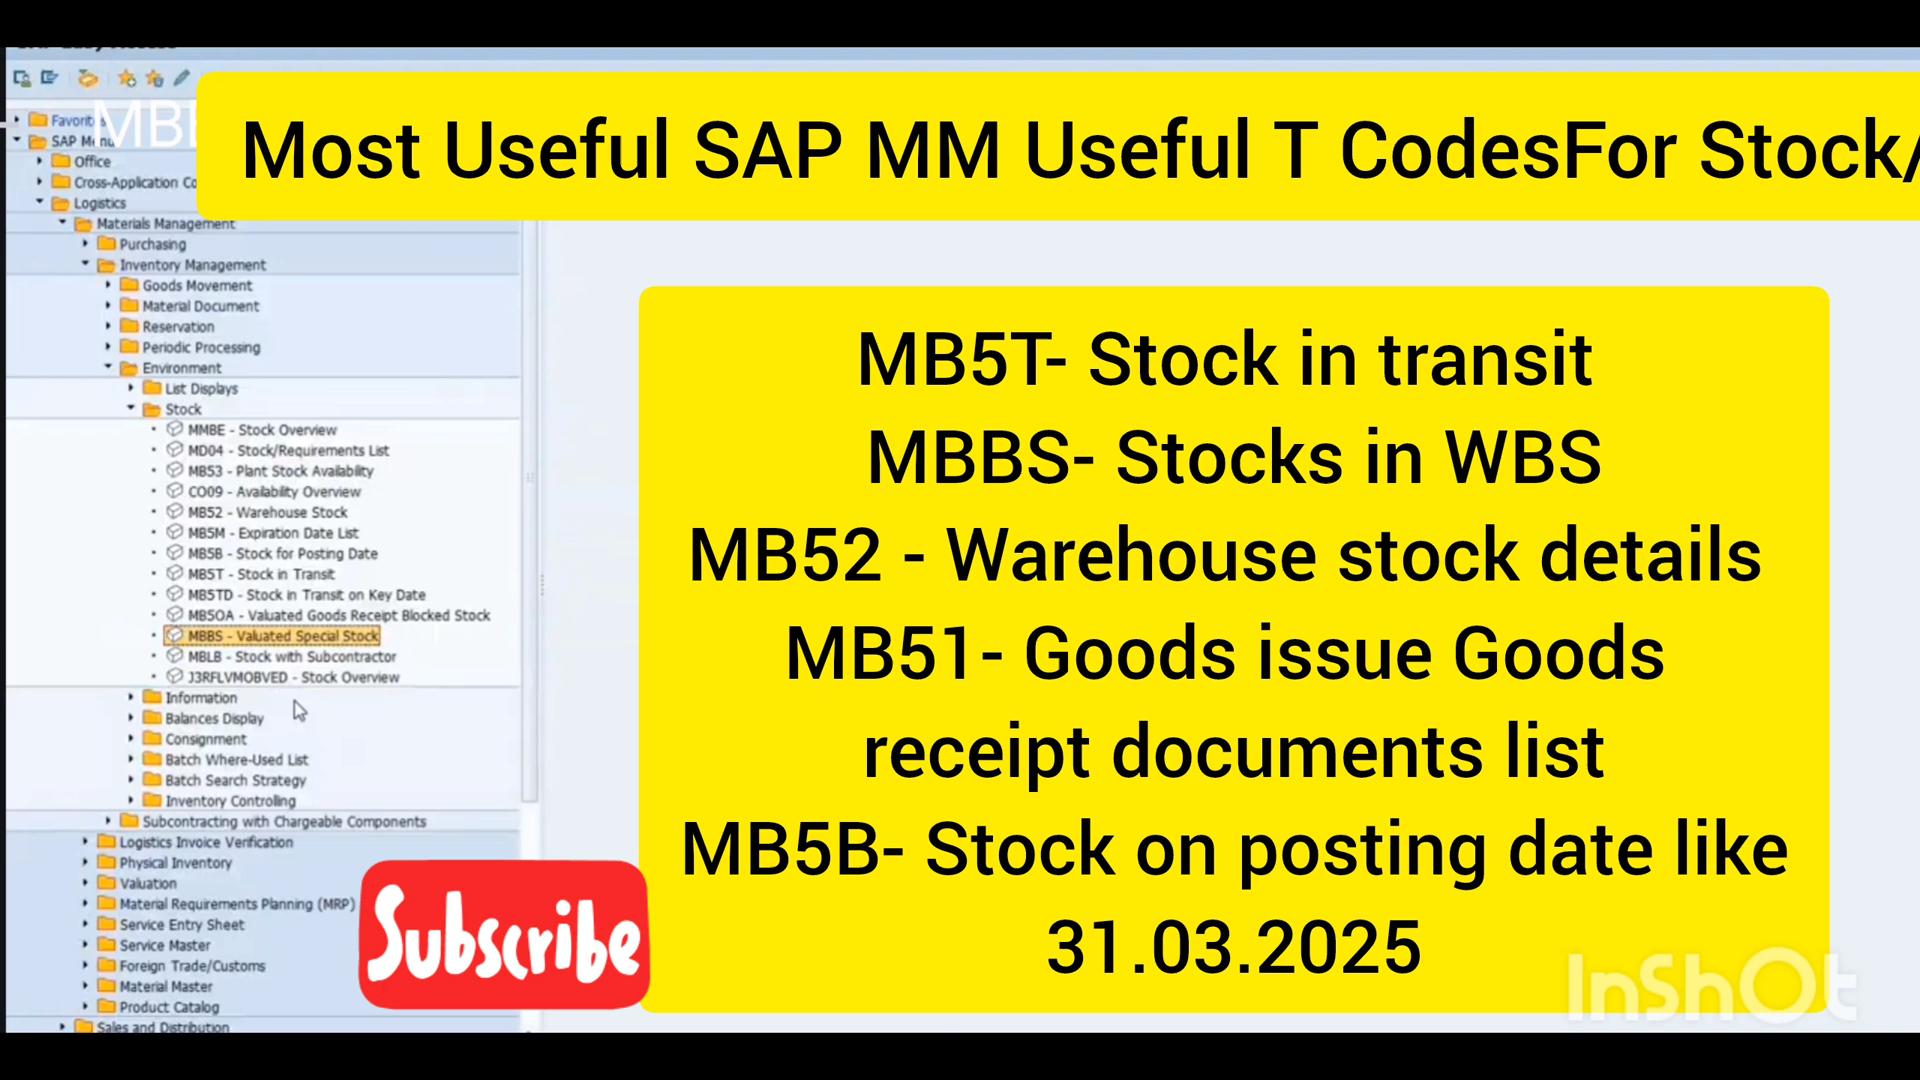 MBB
Most Useful SAP MM Useful T CodesFor Stock/
Favorites
SAP Menu
Office
Cross-Application Co
Logistics
Materials Management
Purchasing
Inventory Management
Goods Movement
Material Document
Reservation
Periodic Processing
Environment
List Displays
Stock
MMBE - Stock Overview
MD04 - Stock/Requirements List
MB53 - Plant Stock Availability
CO09 - Availability Overview
MB52 - Warehouse Stock
MB5M - Expiration Date List
MB5B - Stock for Posting Date
MB5T - Stock in Transit
MB5TD - Stock in Transit on Key Date
MB5OA - Valuated Goods Receipt Blocked Stock
MBBS - Valuated Special Stock
MBLB - Stock with Subcontractor
J3RFLVMOBVED - Stock Overview
Information
Balances Display
Consignment
Batch Where-Used List
Batch Search Strategy
Inventory Controlling
Subcontracting with Chargeable Components
Logistics Invoice Verification
Physical Inventory
Valuation
Material Requirements Planning (MRP)
Service Entry Sheet
Service Master
Foreign Trade/Customs
Material Master
Product Catalog
Sales and Distribution
MB5T- Stock in transit
MBBS- Stocks in WBS
MB52 - Warehouse stock details
MB51- Goods issue Goods
receipt documents list
MB5B- Stock on posting date like
31.03.2025
Subscribe
InShOt